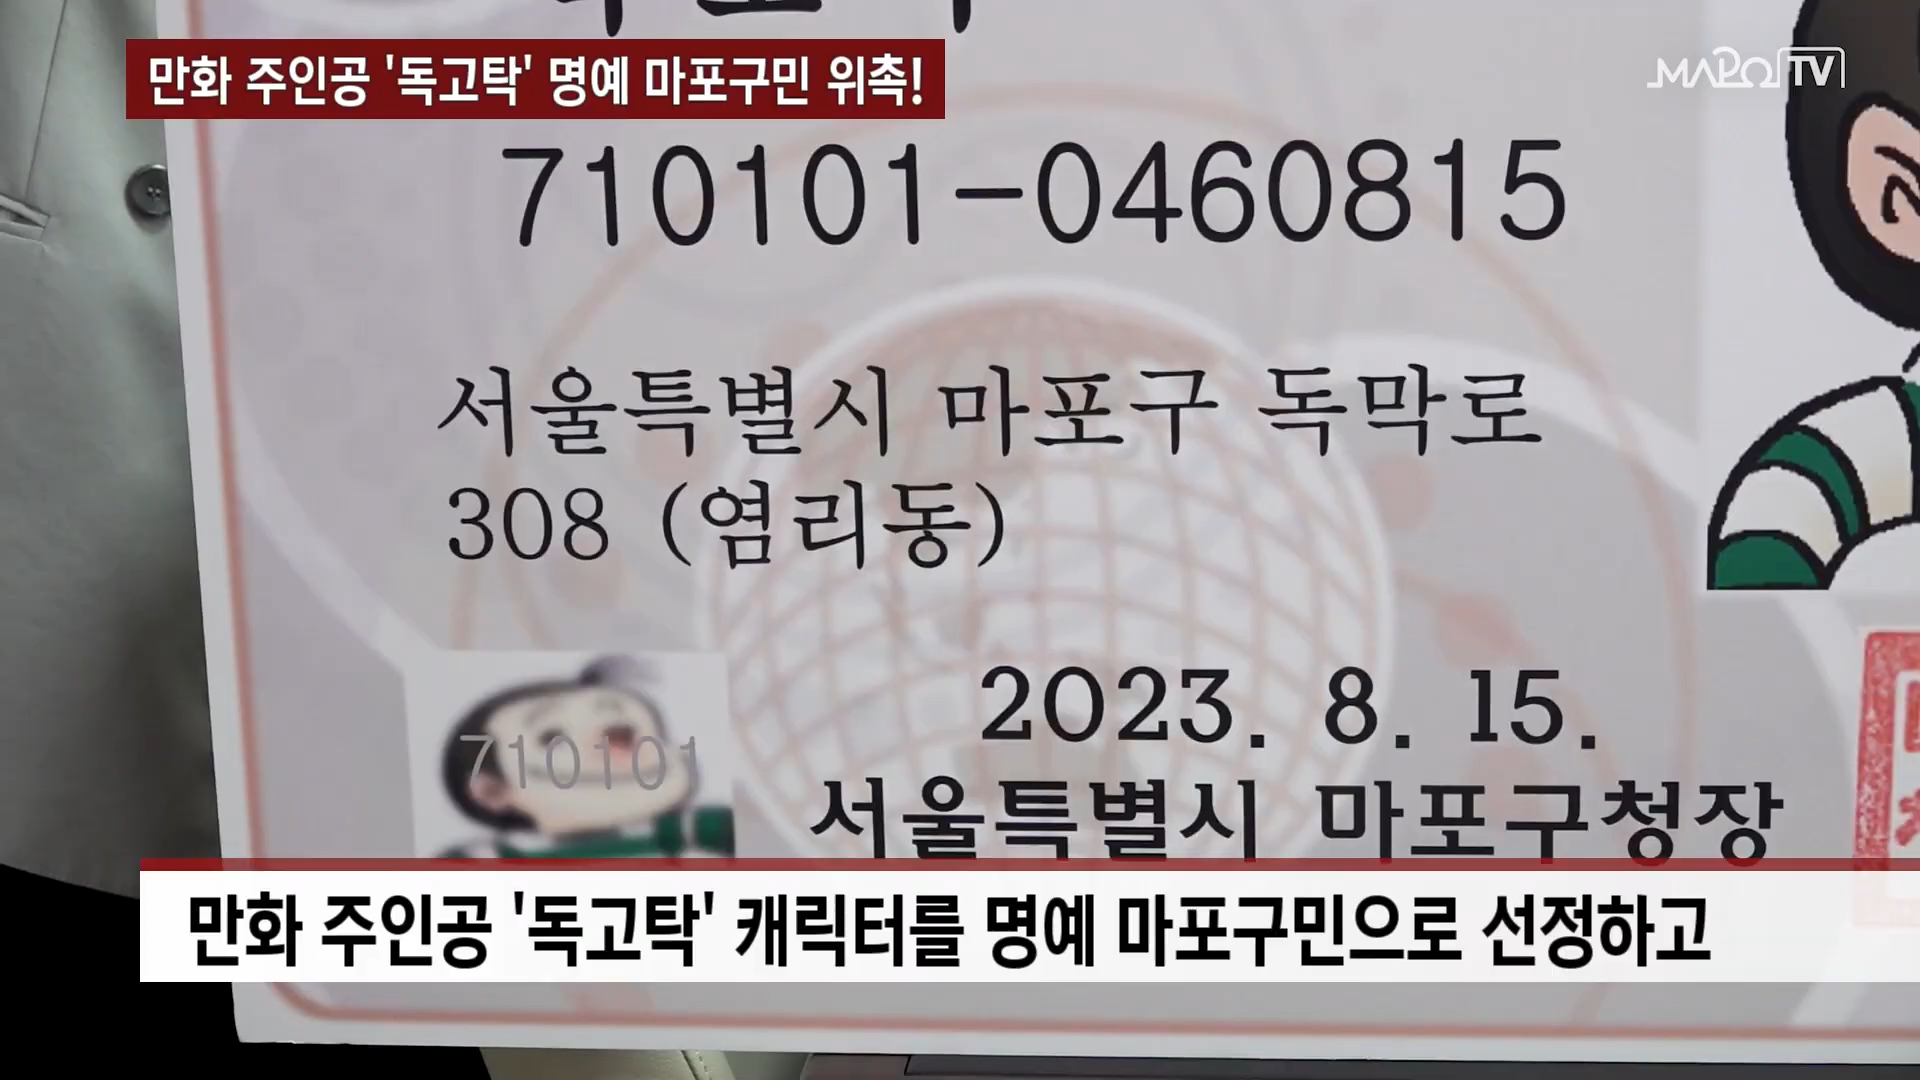 만화 주인공 '독고탁' 명예 마포구민 위촉!
MAPO TV
710101-0460815
서울특별시 마포구 독막로
308 (염리동)
710101
2023. 8. 15.
서울특별시 마포구청장
만화 주인공 '독고탁' 캐릭터를 명예 마포구민으로 선정하고